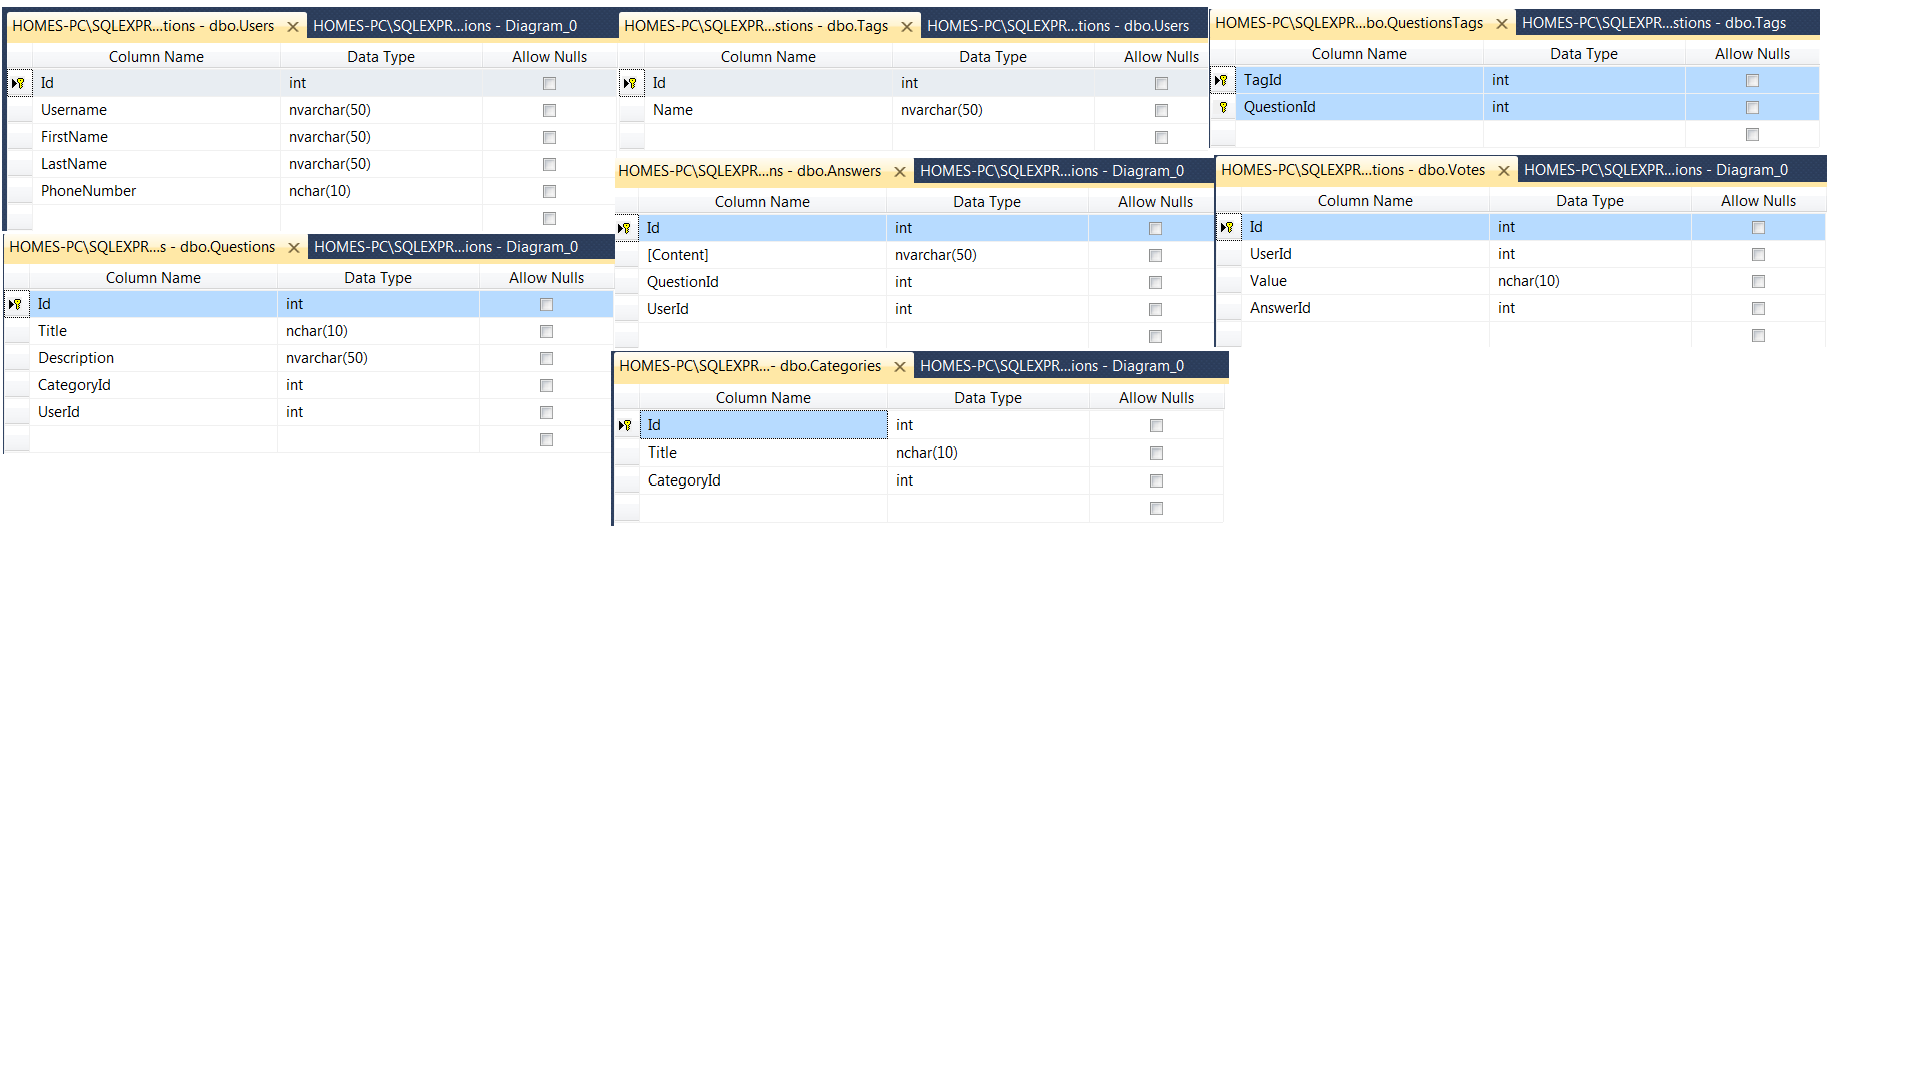 HOMES-PC\SQLEXPR...tions - dbo.Users HOMES-PC\SQLEXPR...ions - Diagram_0
Column Name Data Type Allow Nulls
Id int
Username nvarchar(50)
FirstName nvarchar(50)
LastName nvarchar(50)
PhoneNumber nchar(10)
HOMES-PC\SQLEXPR...stions - dbo.Tags HOMES-PC\SQLEXPR...tions - dbo.Users
Column Name Data Type Allow Nulls
Id int
Name nvarchar(50)
HOMES-PC\SQLEXPR...bo.QuestionsTags HOMES-PC\SQLEXPR...stions - dbo.Tags
Column Name Data Type Allow Nulls
TagId int
QuestionId int
HOMES-PC\SQLEXPR...s - dbo.Questions HOMES-PC\SQLEXPR...ions - Diagram_0
Column Name Data Type Allow Nulls
Id int
Title nchar(10)
Description nvarchar(50)
CategoryId int
UserId int
HOMES-PC\SQLEXPR...ns - dbo.Answers HOMES-PC\SQLEXPR...ions - Diagram_0
Column Name Data Type Allow Nulls
Id int
[Content] nvarchar(50)
QuestionId int
UserId int
HOMES-PC\SQLEXPR...tions - dbo.Votes HOMES-PC\SQLEXPR...ions - Diagram_0
Column Name Data Type Allow Nulls
Id int
UserId int
Value nchar(10)
AnswerId int
HOMES-PC\SQLEXPR...- dbo.Categories HOMES-PC\SQLEXPR...ions - Diagram_0
Column Name Data Type Allow Nulls
Id int
Title nchar(10)
CategoryId int